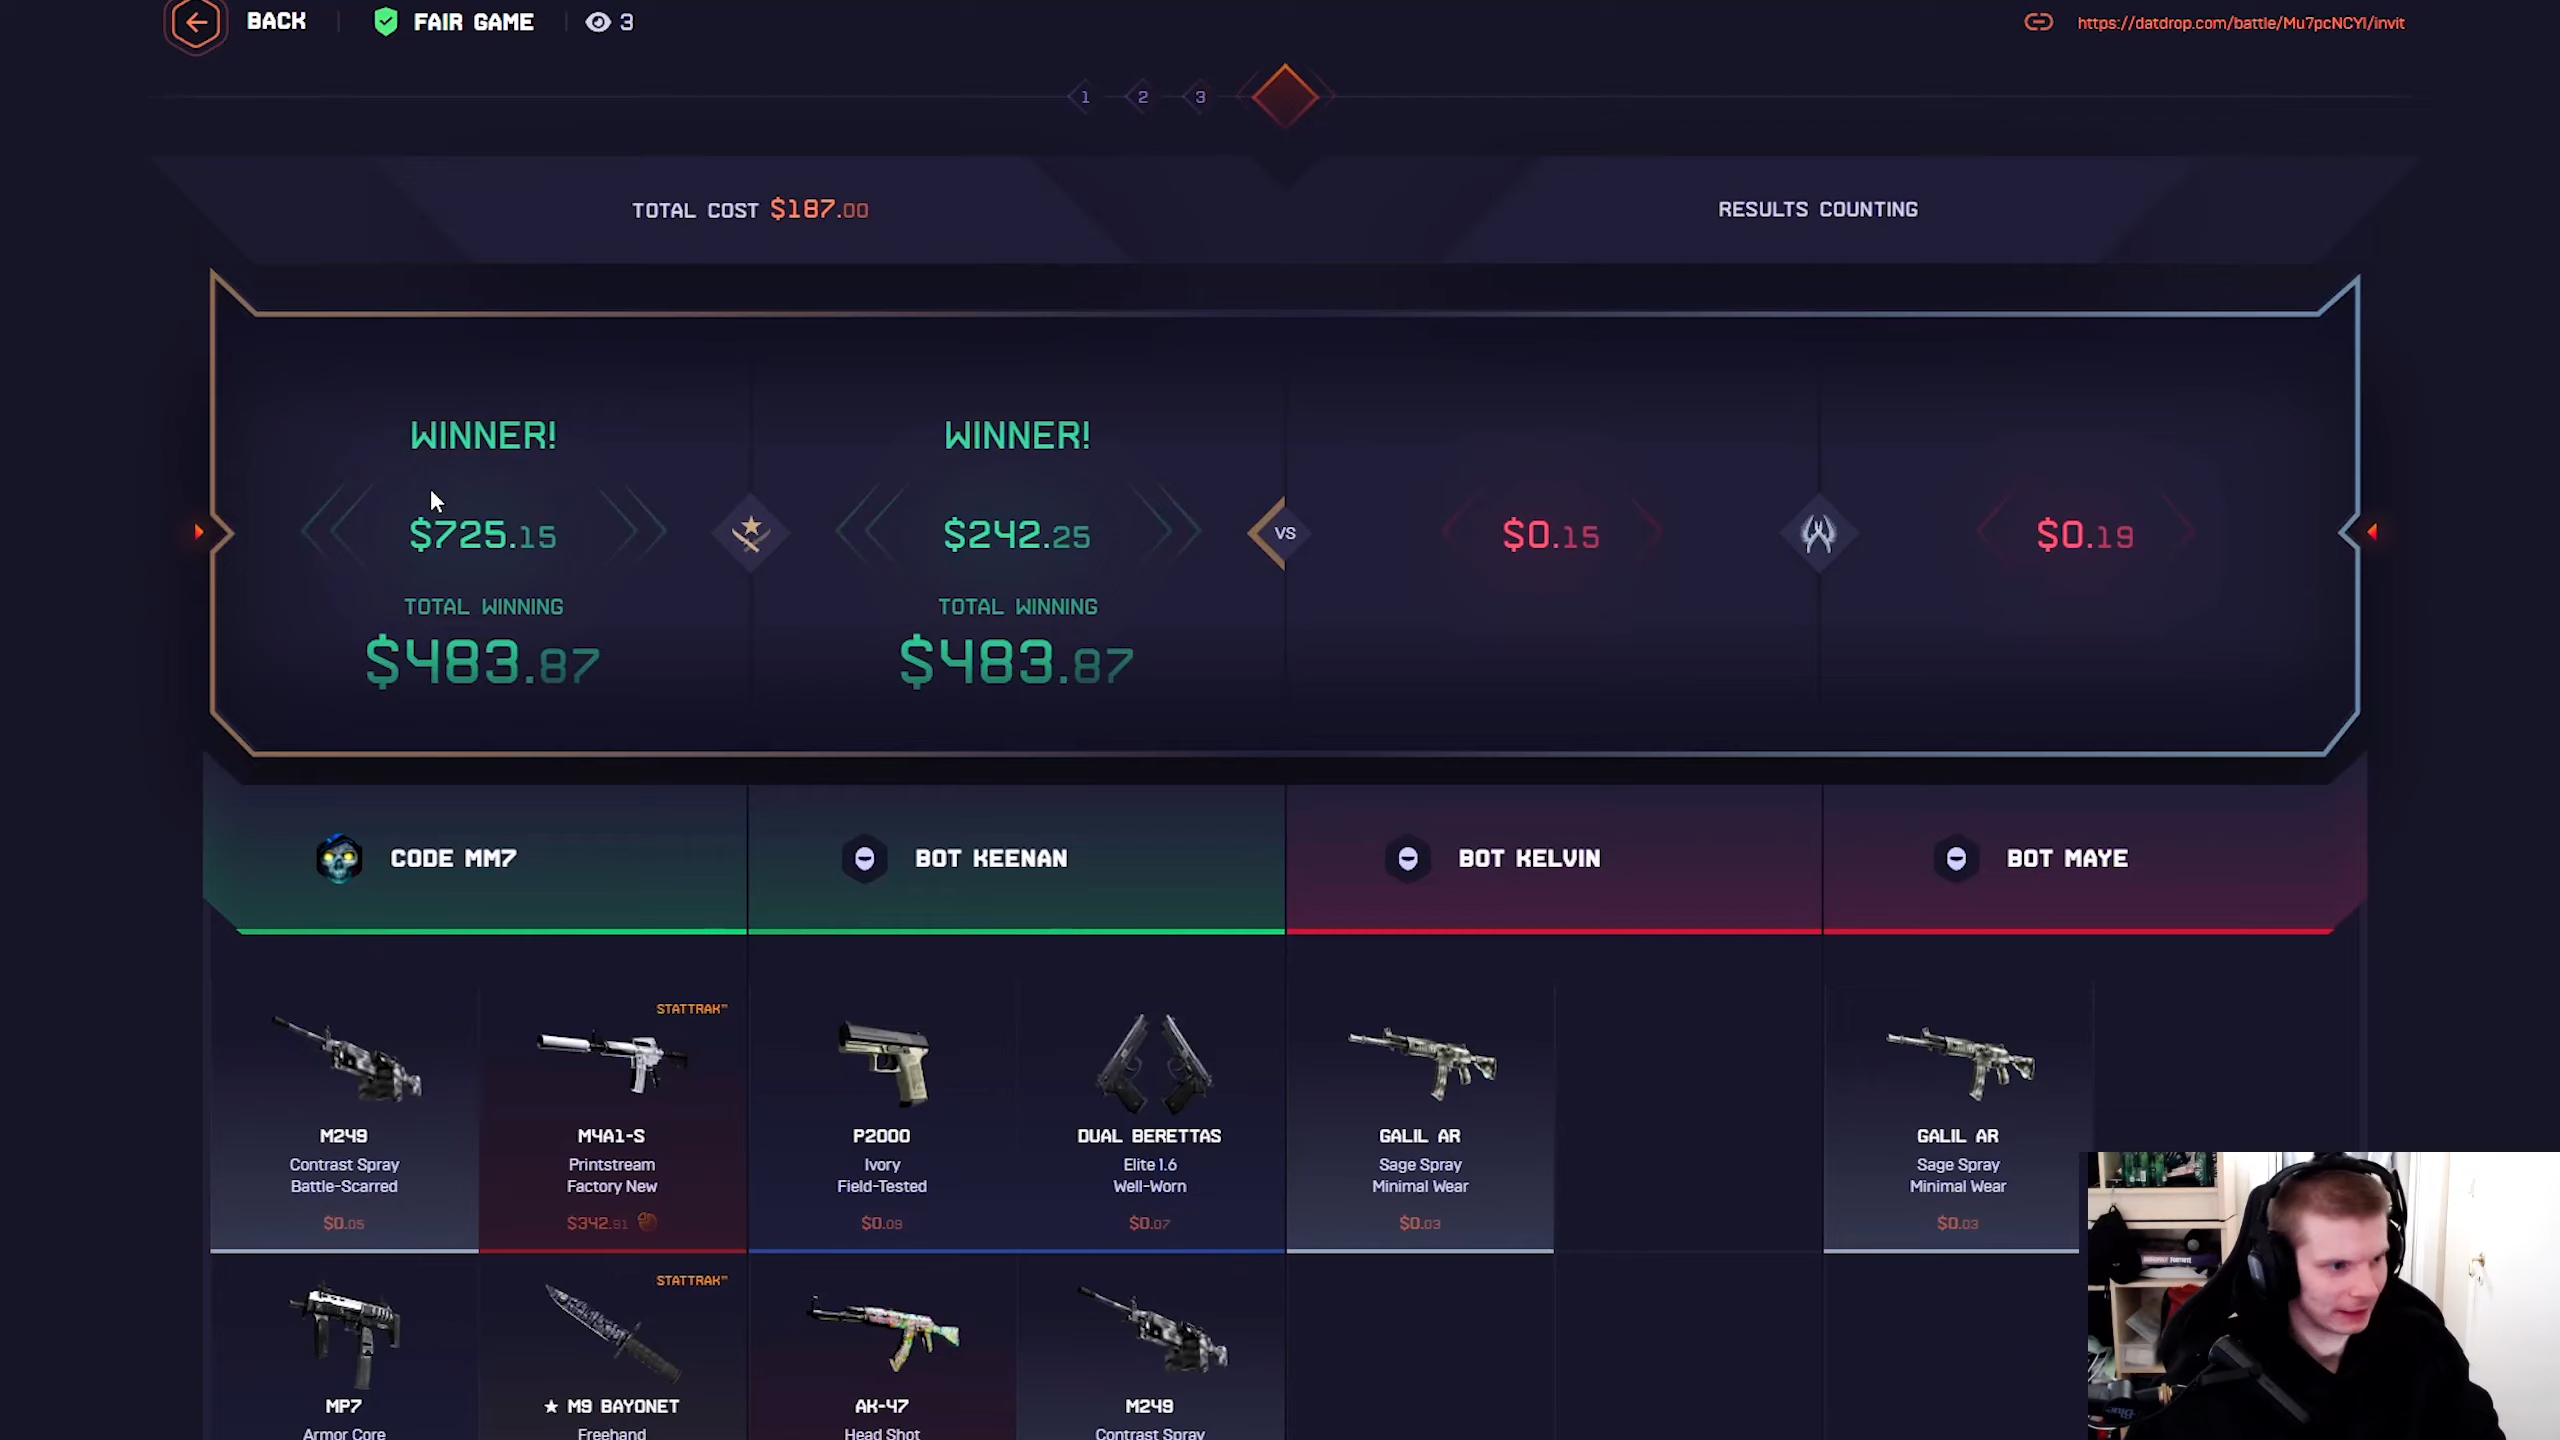 BACK
FAIR GAME
3
https://datdrop.com/battle/Mu7pcNCYl/invit
1
2
3
TOTAL COST $187.00
RESULTS COUNTING
WINNER!
$725.15
TOTAL WINNING
$483.87
WINNER!
$242.25
TOTAL WINNING
$483.87
VS
$0.15
$0.19
CODE MM7
BOT KEENAN
BOT KELVIN
BOT MAYE
M249
Contrast Spray
Battle-Scarred
$0.05
STATTRAK™
M4A1-S
Printstream
Factory New
$342.91
P2000
Ivory
Field-Tested
$0.09
DUAL BERETTAS
Elite 1.6
Well-Worn
$0.07
GALIL AR
Sage Spray
Minimal Wear
$0.03
GALIL AR
Sage Spray
Minimal Wear
$0.03
MP7
Armor Core
STATTRAK™
★ M9 BAYONET
Freehand
AK-47
Head Shot
M249
Contrast Spray